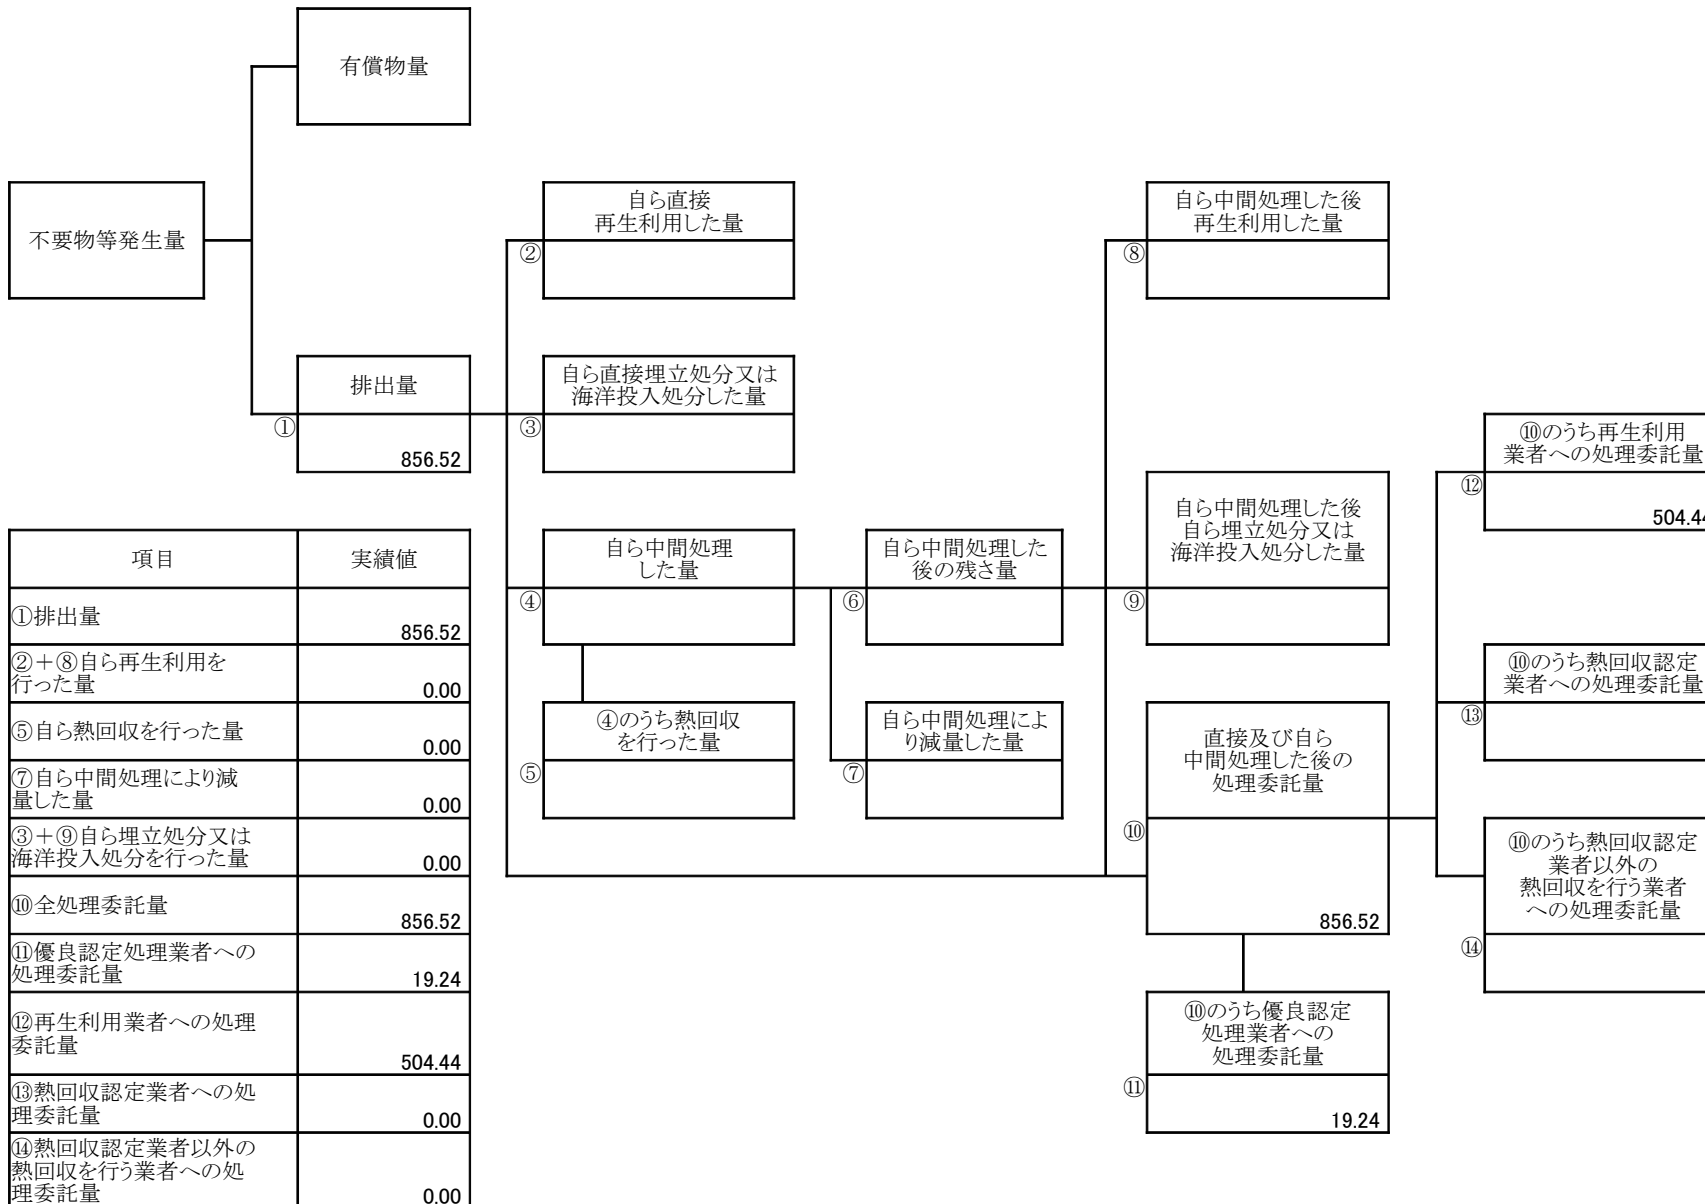 有償物量
不要物等発生量
自ら直接
再生利用した量
②
自ら中間処理した後
再生利用した量
⑧
排出量
①
856.52
自ら直接埋立処分又は
海洋投入処分した量
③
⑩のうち再生利用
業者への処理委託量
⑫
504.44
自ら中間処理
した量
④
自ら中間処理した
後の残さ量
⑥
自ら中間処理した後
自ら埋立処分又は
海洋投入処分した量
⑨
⑩のうち熱回収認定
業者への処理委託量
⑬
④のうち熱回収
を行った量
⑤
自ら中間処理によ
り減量した量
⑦
直接及び自ら
中間処理した後の
処理委託量
⑩
856.52
⑩のうち熱回収認定
業者以外の
熱回収を行う業者
への処理委託量
⑭
⑩のうち優良認定
処理業者への
処理委託量
⑪
19.24
項目 実績値
①排出量
856.52
②＋⑧自ら再生利用を
行った量
0.00
⑤自ら熱回収を行った量
0.00
⑦自ら中間処理により減
量した量
0.00
③＋⑨自ら埋立処分又は
海洋投入処分を行った量
0.00
⑩全処理委託量
856.52
⑪優良認定処理業者への
処理委託量
19.24
⑫再生利用業者への処理
委託量
504.44
⑬熱回収認定業者への処
理委託量
0.00
⑭熱回収認定業者以外の
熱回収を行う業者への処
理委託量
0.00